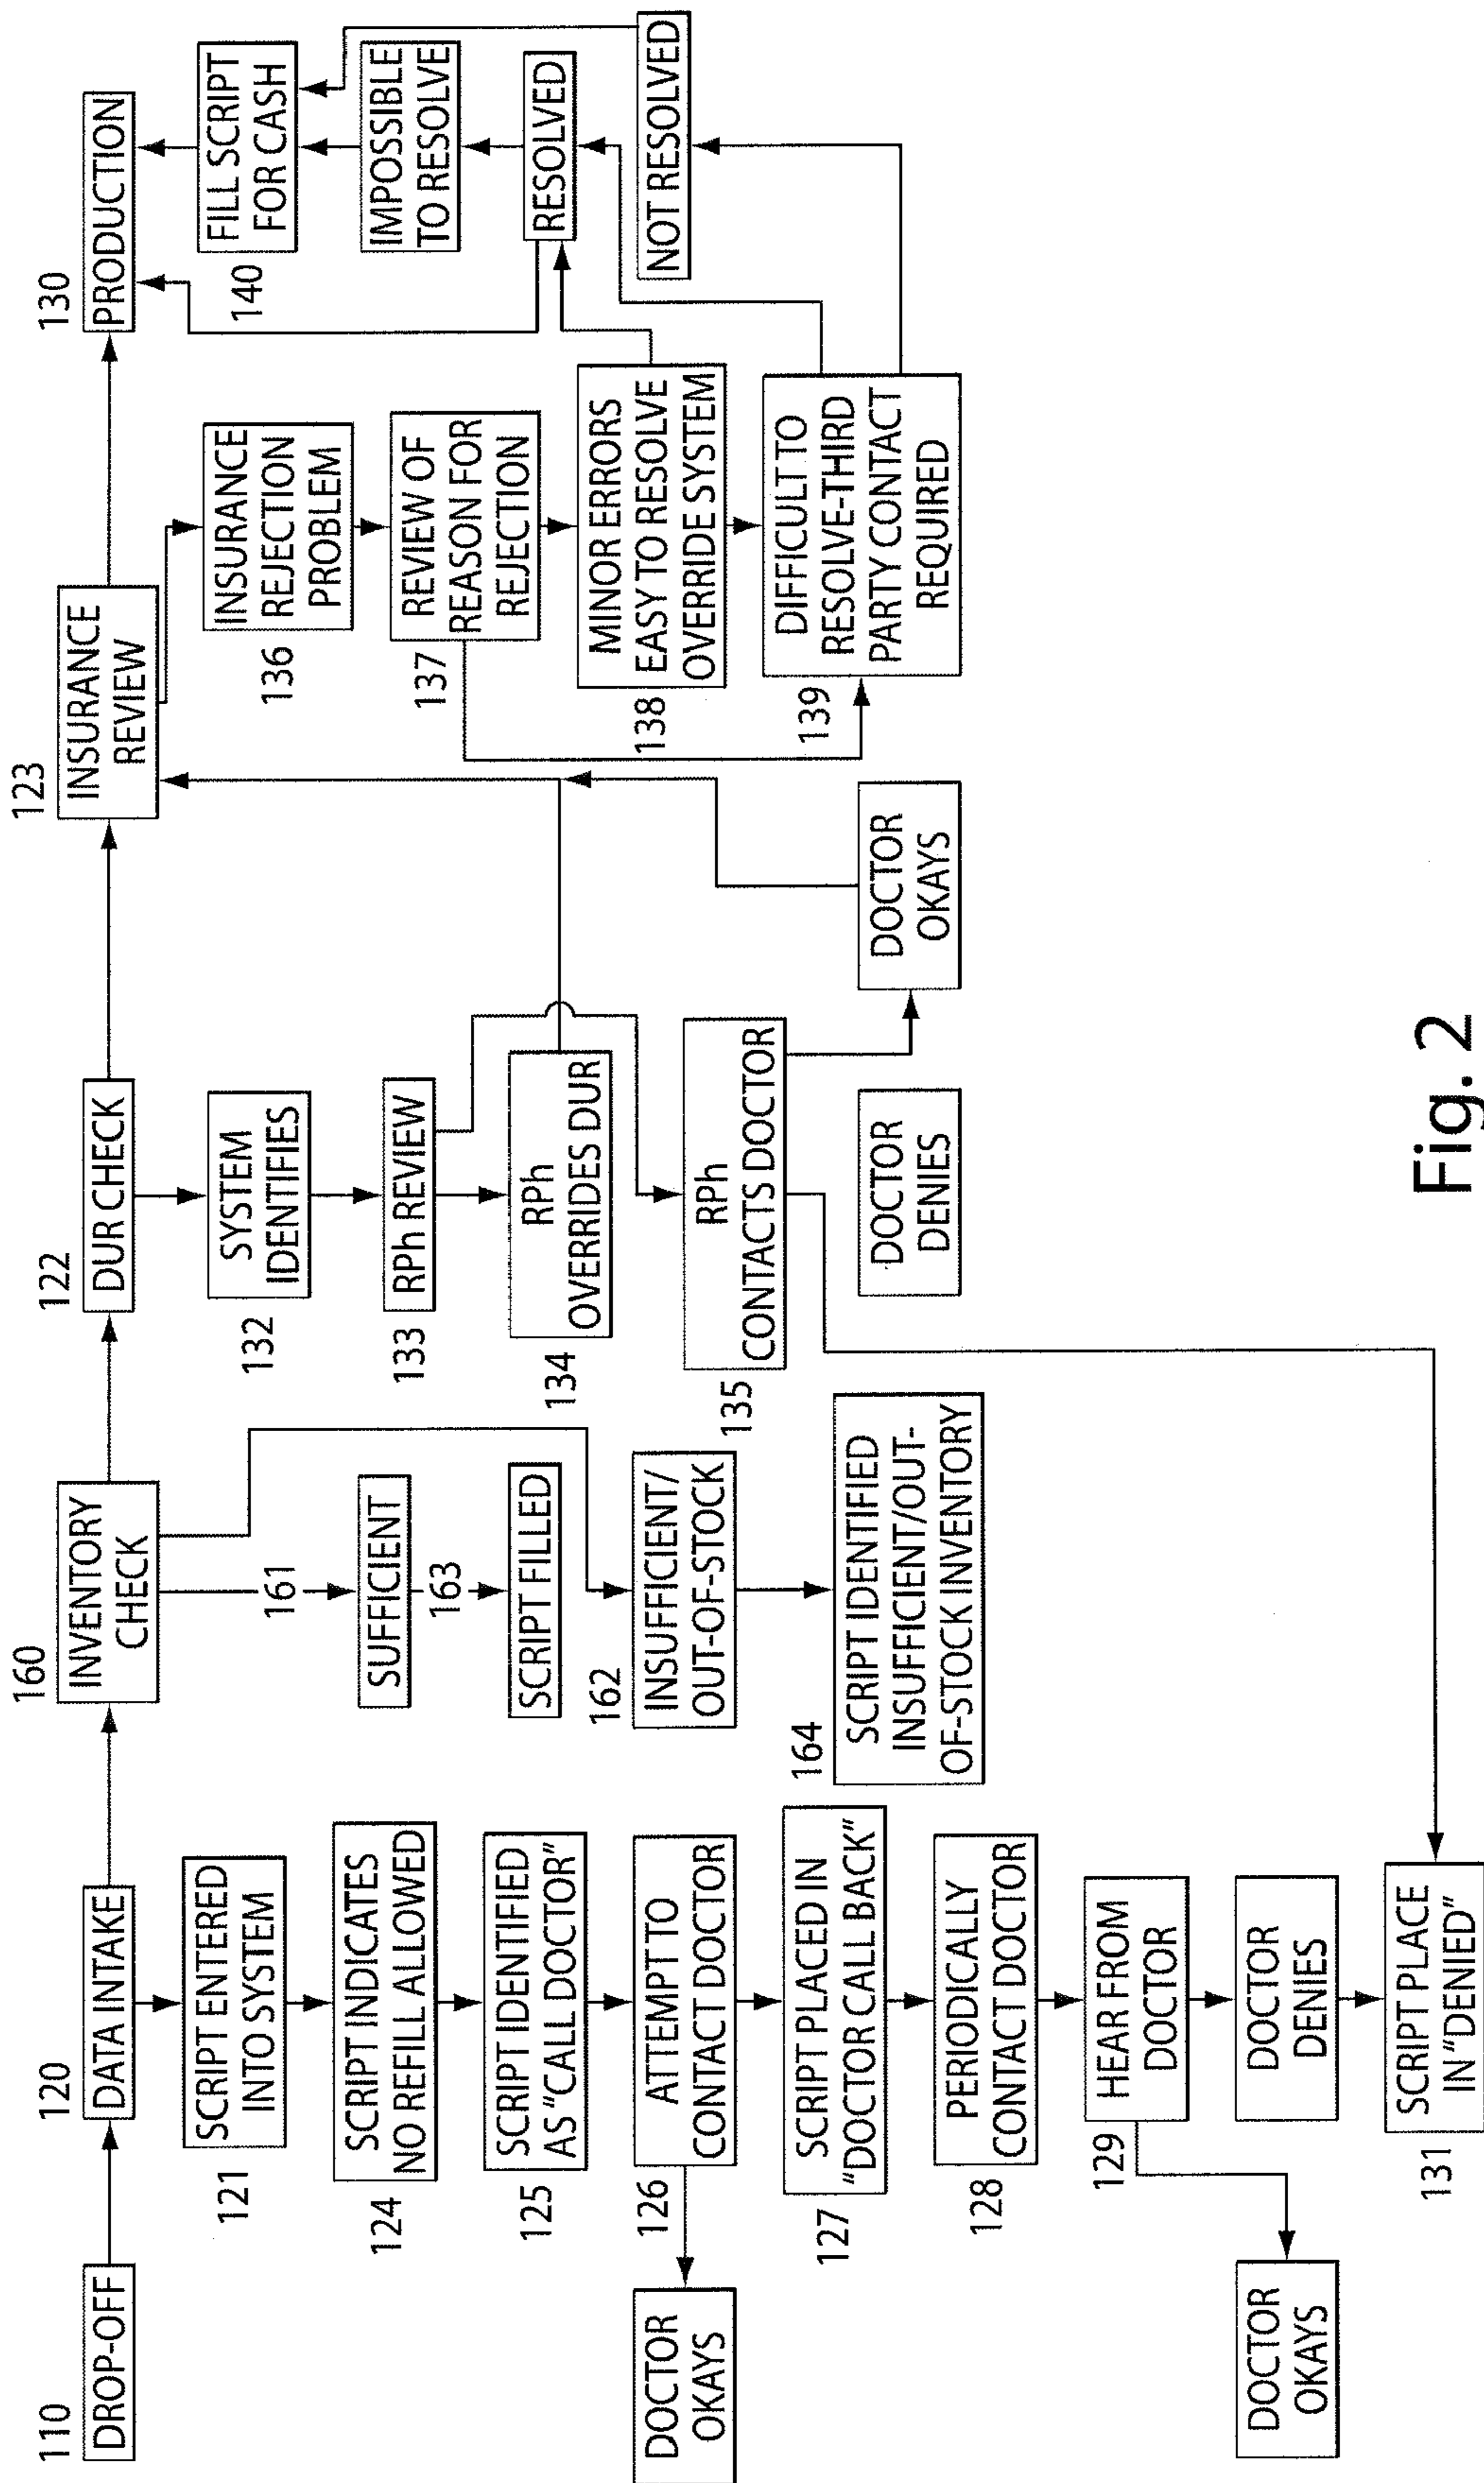 110
DROP-OFF
120
DATA INTAKE
160
INVENTORY
CHECK
122
DUR CHECK
123
INSURANCE
REVIEW
130
PRODUCTION
121
SCRIPT ENTERED
INTO SYSTEM
124
SCRIPT INDICATES
NO REFILL ALLOWED
125
SCRIPT IDENTIFIED
AS "CALL DOCTOR"
126
ATTEMPT TO
CONTACT DOCTOR
DOCTOR
OKAYS
127
SCRIPT PLACED IN
"DOCTOR CALL BACK"
128
PERIODICALLY
CONTACT DOCTOR
129
HEAR FROM
DOCTOR
DOCTOR
OKAYS
DOCTOR
DENIES
131
SCRIPT PLACE
IN "DENIED"
161
SUFFICIENT
163
SCRIPT FILLED
162
INSUFFICIENT/
OUT-OF-STOCK
164
SCRIPT IDENTIFIED
INSUFFICIENT/OUT-
OF-STOCK INVENTORY
132
SYSTEM
IDENTIFIES
133
RPh REVIEW
134
RPh
OVERRIDES DUR
135
RPh
CONTACTS DOCTOR
DOCTOR
DENIES
DOCTOR
OKAYS
136
INSURANCE
REJECTION
PROBLEM
137
REVIEW OF
REASON FOR
REJECTION
138
MINOR ERRORS
EASY TO RESOLVE
OVERRIDE SYSTEM
139
DIFFICULT TO
RESOLVE-THIRD
PARTY CONTACT
REQUIRED
140
FILL SCRIPT
FOR CASH
IMPOSSIBLE
TO RESOLVE
RESOLVED
NOT RESOLVED
Fig. 2